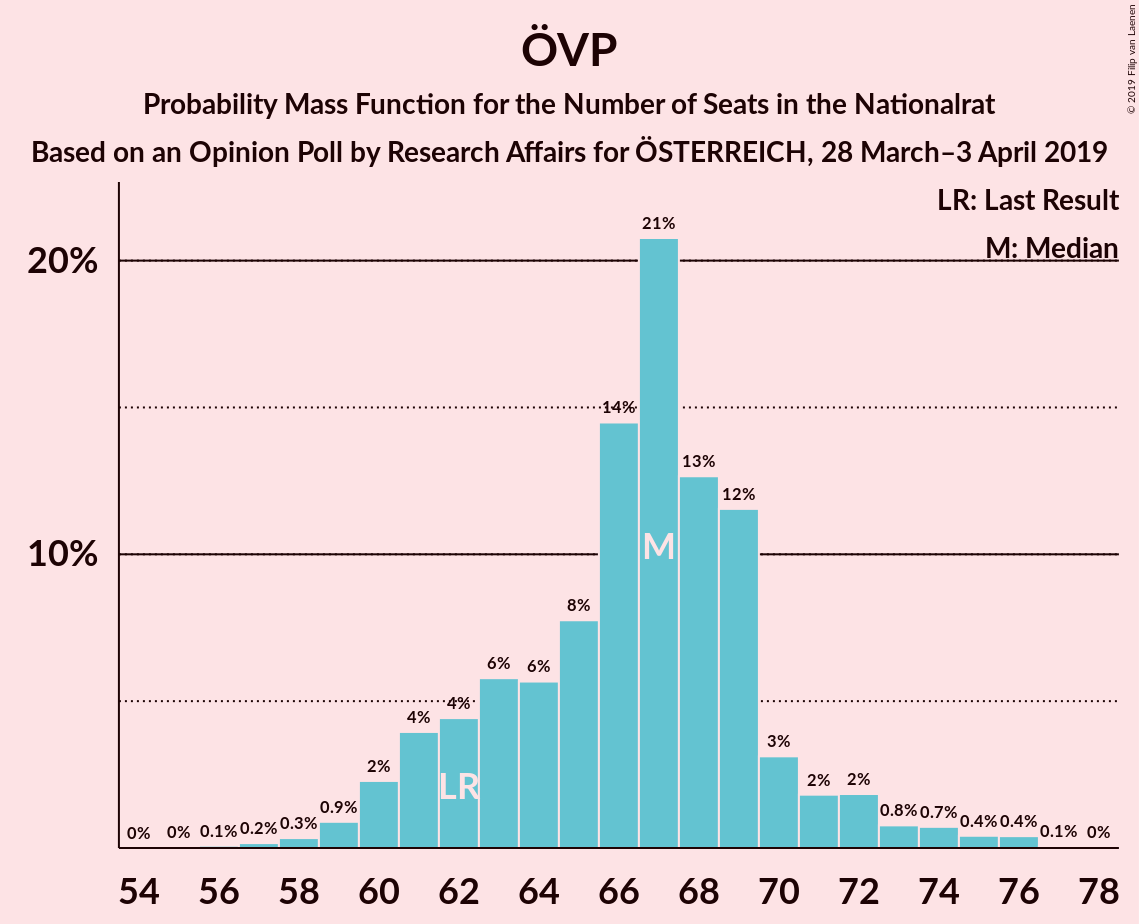 ÖVP
Probability Mass Function for the Number of Seats in the Nationalrat
Based on an Opinion Poll by Research Affairs for ÖSTERREICH, 28 March–3 April 2019
© 2019 Filip van Laenen
LR: Last Result
M: Median
20%
10%
0% 0% 0.1% 0.2% 0.3% 0.9% 2% 4% 4% 6% 6% 8% 14% 21% 13% 12% 3% 2% 2% 0.8% 0.7% 0.4% 0.4% 0.1% 0%
M
LR
54 56 58 60 62 64 66 68 70 72 74 76 78